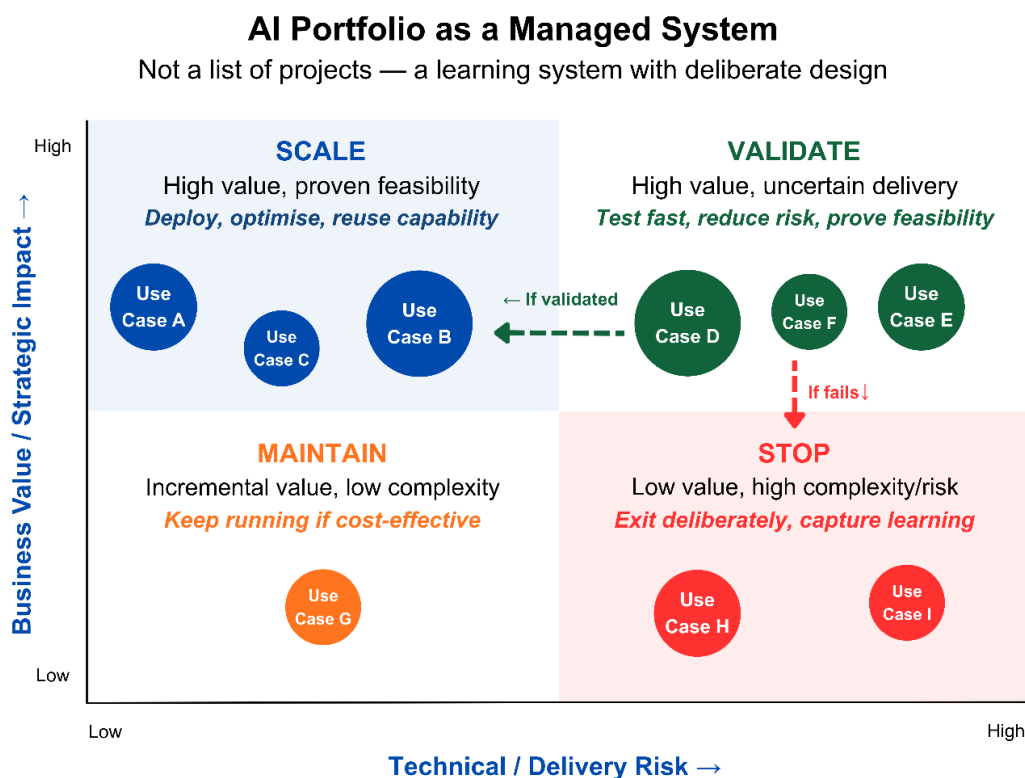 AI Portfolio as a Managed System
Not a list of projects — a learning system with deliberate design
High
Business Value / Strategic Impact →
Low
SCALE
High value, proven feasibility
Deploy, optimise, reuse capability
Use
Case A
Use
Case C
Use
Case B
VALIDATE
High value, uncertain delivery
Test fast, reduce risk, prove feasibility
← If validated
Use
Case D
Use
Case F
Use
Case E
If fails↓
MAINTAIN
Incremental value, low complexity
Keep running if cost-effective
Use
Case G
STOP
Low value, high complexity/risk
Exit deliberately, capture learning
Use
Case H
Use
Case I
Low
High
Technical / Delivery Risk →